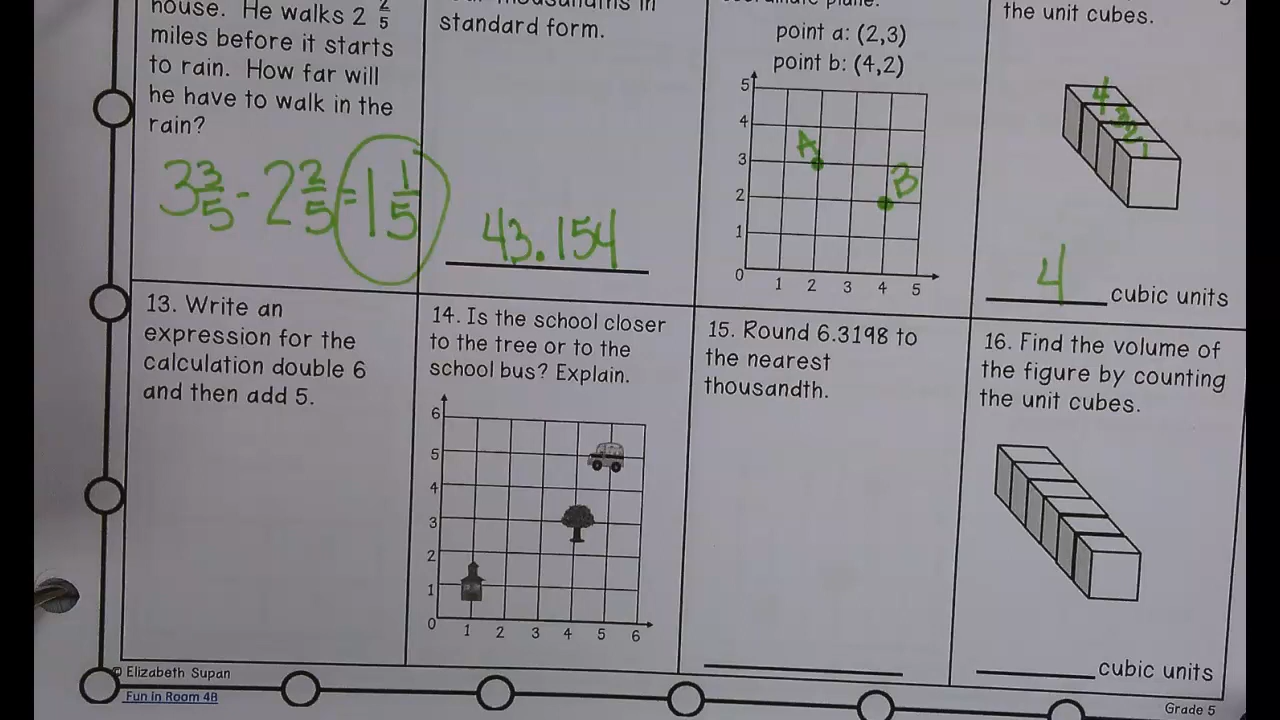 house. He walks 2 2/5
miles before it starts
to rain. How far will
he have to walk in the
rain?
3 3/5 - 2 2/5 = 1 1/5
standard form.
43.154
point a: (2,3)
point b: (4,2)
5
4
3
2
1
0
1 2 3 4 5
A
B
the unit cubes.
4
3
2
1
4 cubic units
13. Write an
expression for the
calculation double 6
and then add 5.
14. Is the school closer
to the tree or to the
school bus? Explain.
6
5
4
3
2
1
0
1 2 3 4 5 6
15. Round 6.3198 to
the nearest
thousandth.
16. Find the volume of
the figure by counting
the unit cubes.
cubic units
© Elizabeth Supan
Fun in Room 4B
Grade 5